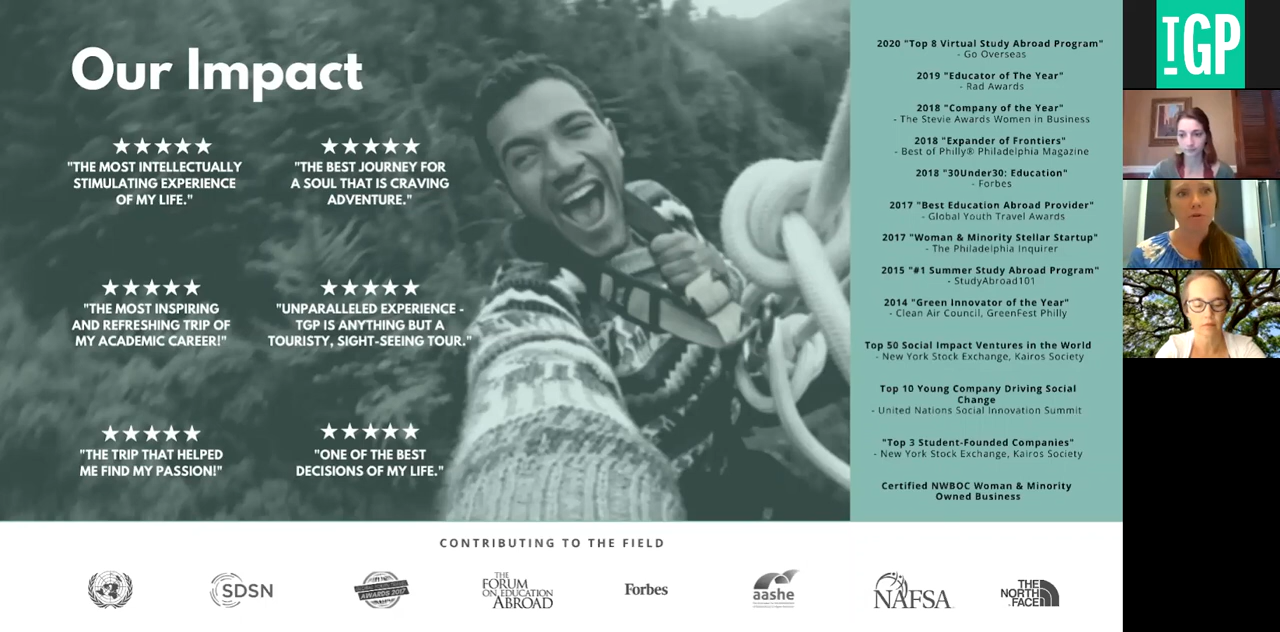 Our Impact
★★★★★
"THE MOST INTELLECTUALLY
STIMULATING EXPERIENCE
OF MY LIFE."
★★★★★
"THE BEST JOURNEY FOR
A SOUL THAT IS CRAVING
ADVENTURE."
★★★★★
"THE MOST INSPIRING
AND REFRESHING TRIP OF
MY ACADEMIC CAREER!"
★★★★★
"UNPARALLELED EXPERIENCE -
TGP IS ANYTHING BUT A
TOURISTY, SIGHT-SEEING TOUR."
★★★★★
"THE TRIP THAT HELPED
ME FIND MY PASSION!"
★★★★★
"ONE OF THE BEST
DECISIONS OF MY LIFE."
2020 "Top 8 Virtual Study Abroad Program"
- Go Overseas
2019 "Educator of The Year"
- Rad Awards
2018 "Company of the Year"
- The Stevie Awards Women in Business
2018 "Expander of Frontiers"
- Best of Philly® Philadelphia Magazine
2018 "30Under30: Education"
- Forbes
2017 "Best Education Abroad Provider"
- Global Youth Travel Awards
2017 "Woman & Minority Stellar Startup"
- The Philadelphia Inquirer
2015 "#1 Summer Study Abroad Program"
- StudyAbroad101
2014 "Green Innovator of the Year"
- Clean Air Council, GreenFest Philly
Top 50 Social Impact Ventures in the World
- New York Stock Exchange, Kairos Society
Top 10 Young Company Driving Social
Change
- United Nations Social Innovation Summit
"Top 3 Student-Founded Companies"
- New York Stock Exchange, Kairos Society
Certified NWBOC Woman & Minority
Owned Business
TGP
CONTRIBUTING TO THE FIELD
SDSN
AWARDS 2017
THE
FORUM
ON EDUCATION
ABROAD
Forbes
aashe
NAFSA
THE
NORTH
FACE